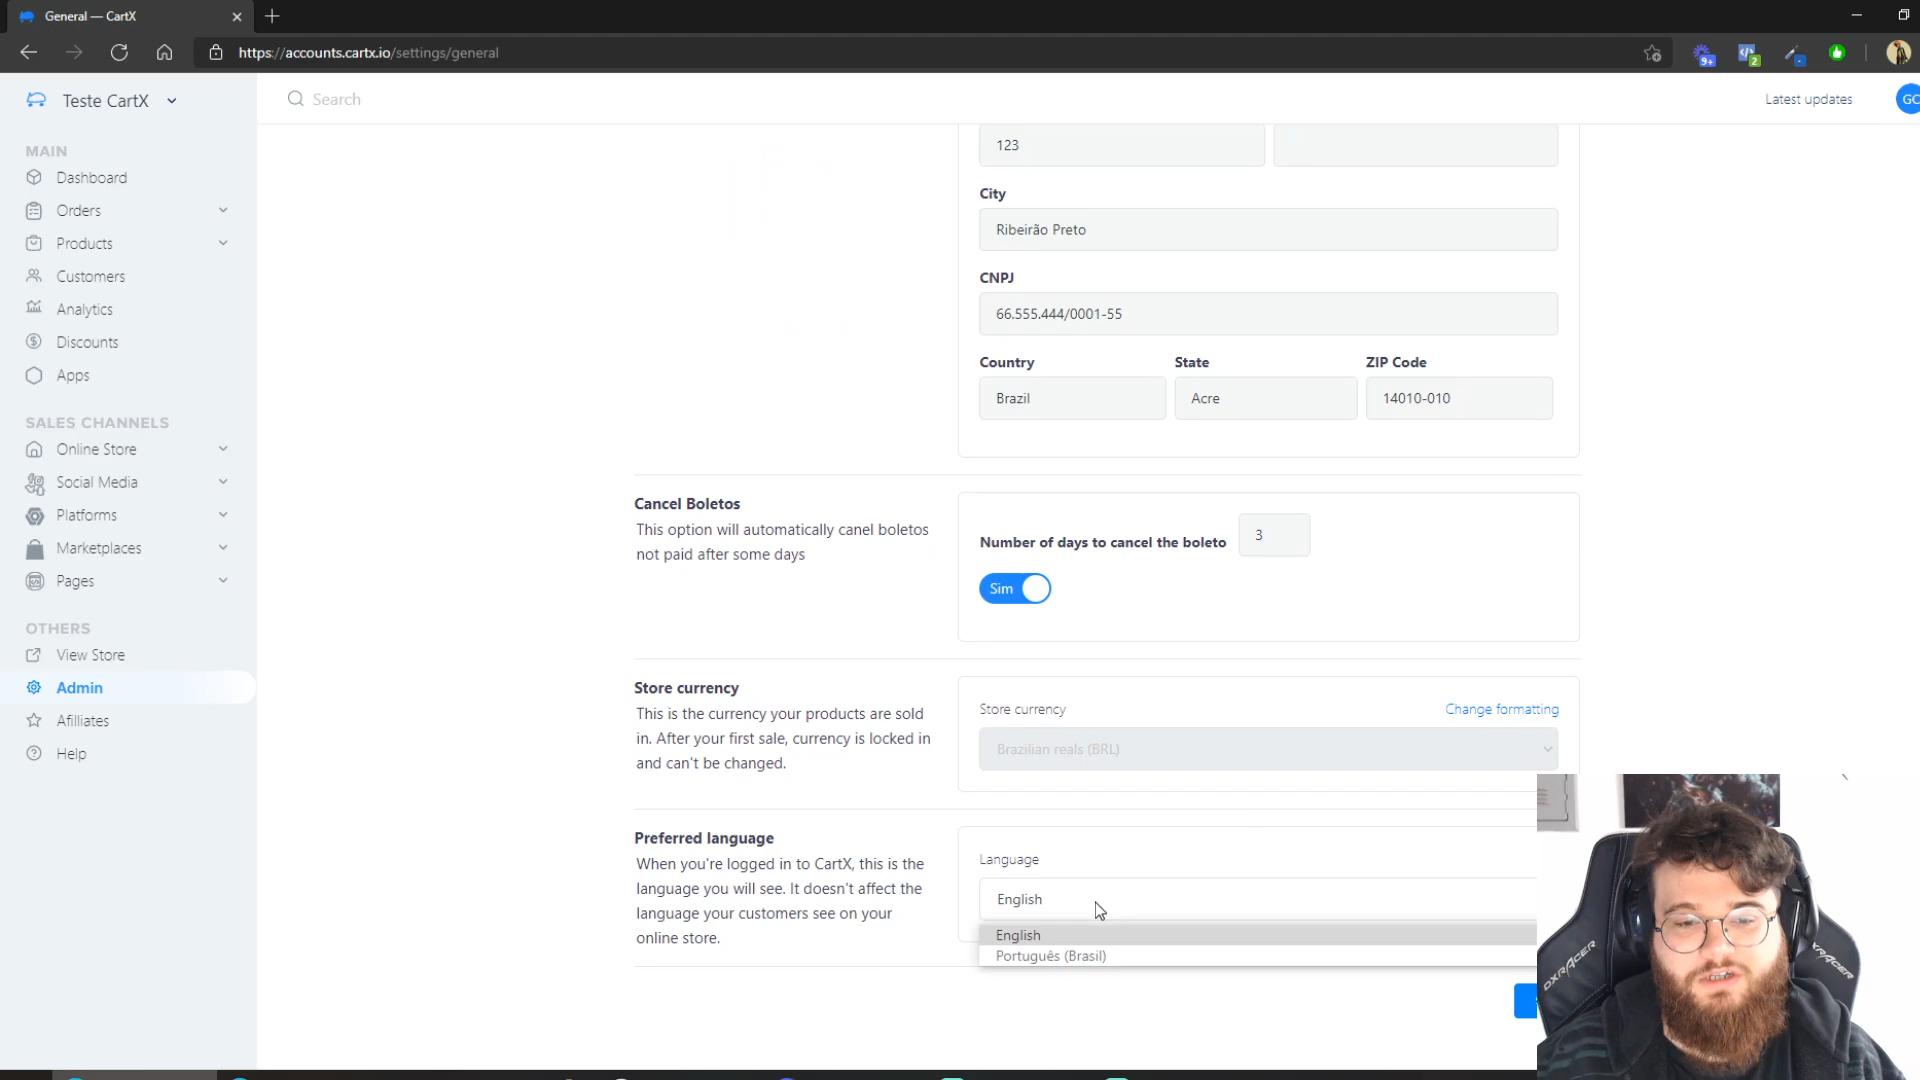 General — CartX
https://accounts.cartx.io/settings/general
9+
2
Teste CartX
Search
Latest updates
GC
MAIN
Dashboard
Orders
Products
Customers
Analytics
Discounts
Apps
SALES CHANNELS
Online Store
Social Media
Platforms
Marketplaces
Pages
OTHERS
View Store
Admin
Afilliates
Help
123
City
Ribeirão Preto
CNPJ
66.555.444/0001-55
Country State ZIP Code
Brazil Acre 14010-010
Cancel Boletos
This option will automatically canel boletos
not paid after some days
Number of days to cancel the boleto 3
Sim
Store currency
This is the currency your products are sold
in. After your first sale, currency is locked in
and can't be changed.
Store currency Change formatting
Brazilian reals (BRL)
Preferred language
When you're logged in to CartX, this is the
language you will see. It doesn't affect the
language your customers see on your
online store.
Language
English
English
Português (Brasil)
DXRACER
DXRACER